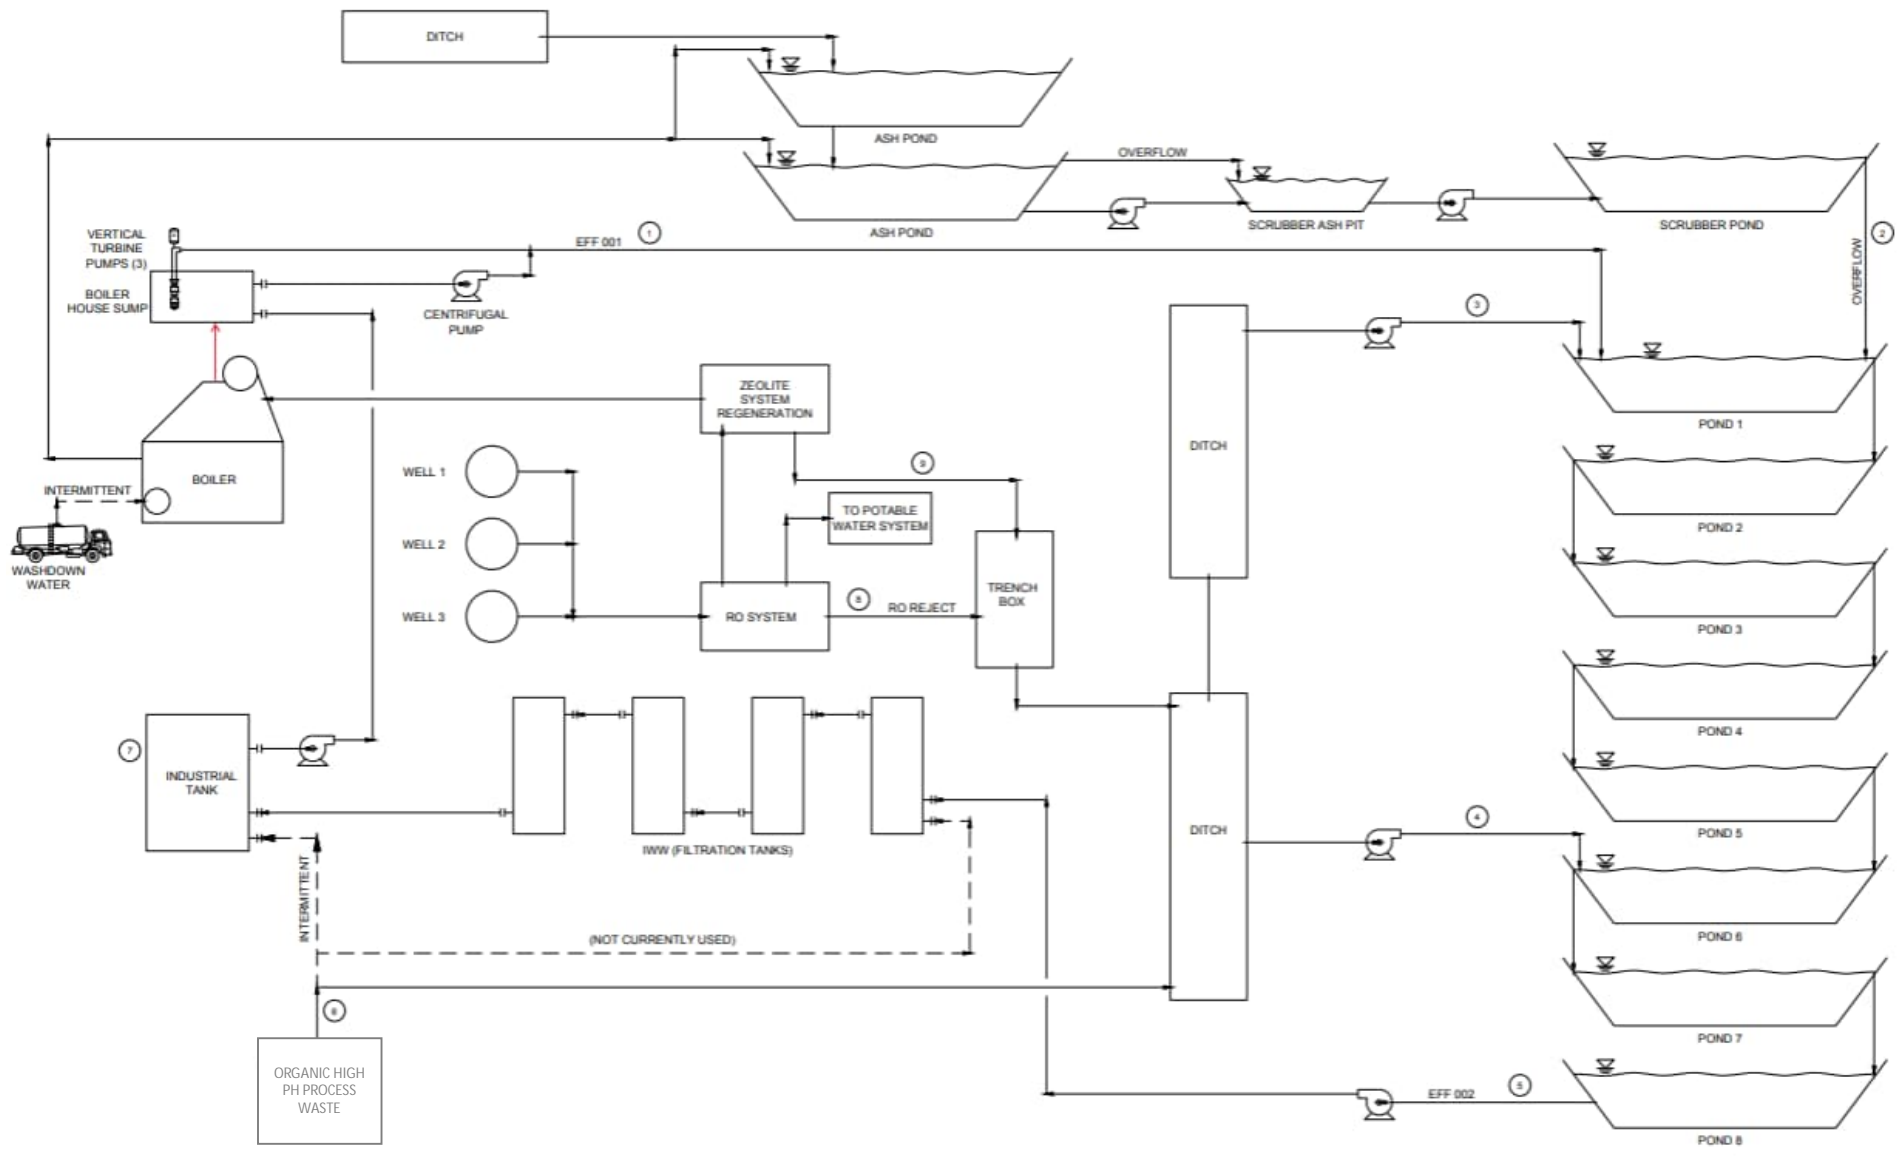 DITCH
ASH POND
OVERFLOW
ASH POND
SCRUBBER ASH PIT
SCRUBBER POND
VERTICAL
TURBINE
PUMPS (3)
EFF 001
1
2
OVERFLOW
BOILER
HOUSE SUMP
CENTRIFUGAL
PUMP
3
ZEOLITE
SYSTEM
REGENERATION
POND 1
DITCH
WELL 1
9
BOILER
INTERMITTENT
TO POTABLE
WATER SYSTEM
POND 2
WELL 2
WASHDOWN
WATER
TRENCH
BOX
8
RO REJECT
WELL 3
RO SYSTEM
POND 3
POND 4
7
INDUSTRIAL
TANK
4
DITCH
POND 5
IWW (FILTRATION TANKS)
INTERMITTENT
(NOT CURRENTLY USED)
POND 6
6
POND 7
ORGANIC HIGH
PH PROCESS
WASTE
EFF 002
5
POND 8